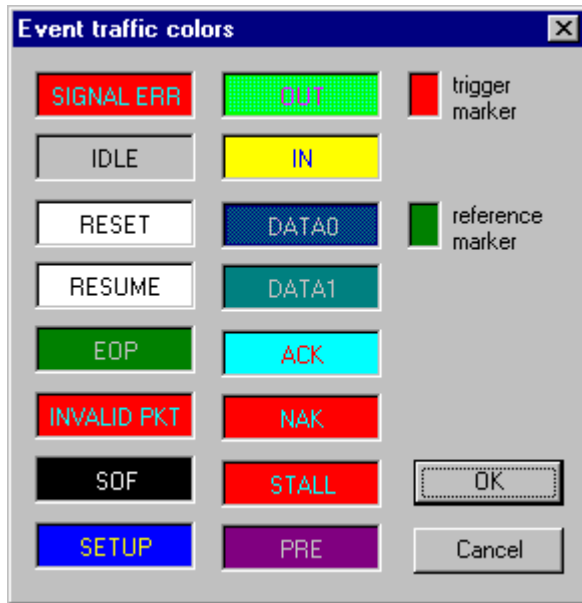 Event traffic colors
SIGNAL ERR
OUT
trigger
marker
IDLE
IN
RESET
DATA0
reference
marker
RESUME
DATA1
EOP
ACK
INVALID PKT
NAK
SOF
STALL
OK
SETUP
PRE
Cancel